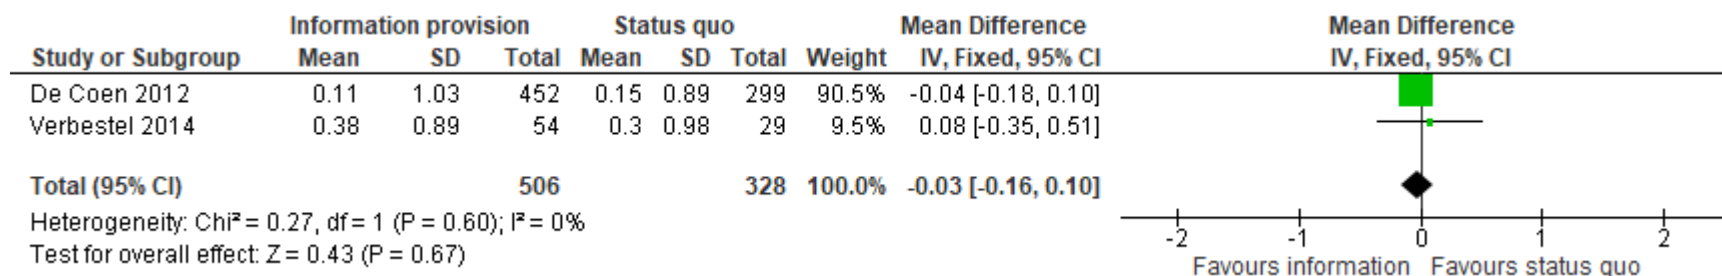 Information provision Status quo Mean Difference Mean Difference
Study or Subgroup Mean SD Total Mean SD Total Weight IV, Fixed, 95% CI IV, Fixed, 95% CI
De Coen 2012 0.11 1.03 452 0.15 0.89 299 90.5% -0.04 [-0.18, 0.10]
Verbestel 2014 0.38 0.89 54 0.3 0.98 29 9.5% 0.08 [-0.35, 0.51]
Total (95% CI) 506 328 100.0% -0.03 [-0.16, 0.10]
Heterogeneity: Chi² = 0.27, df = 1 (P = 0.60); I² = 0%
Test for overall effect: Z = 0.43 (P = 0.67)
-2 -1 0 1 2
Favours information Favours status quo